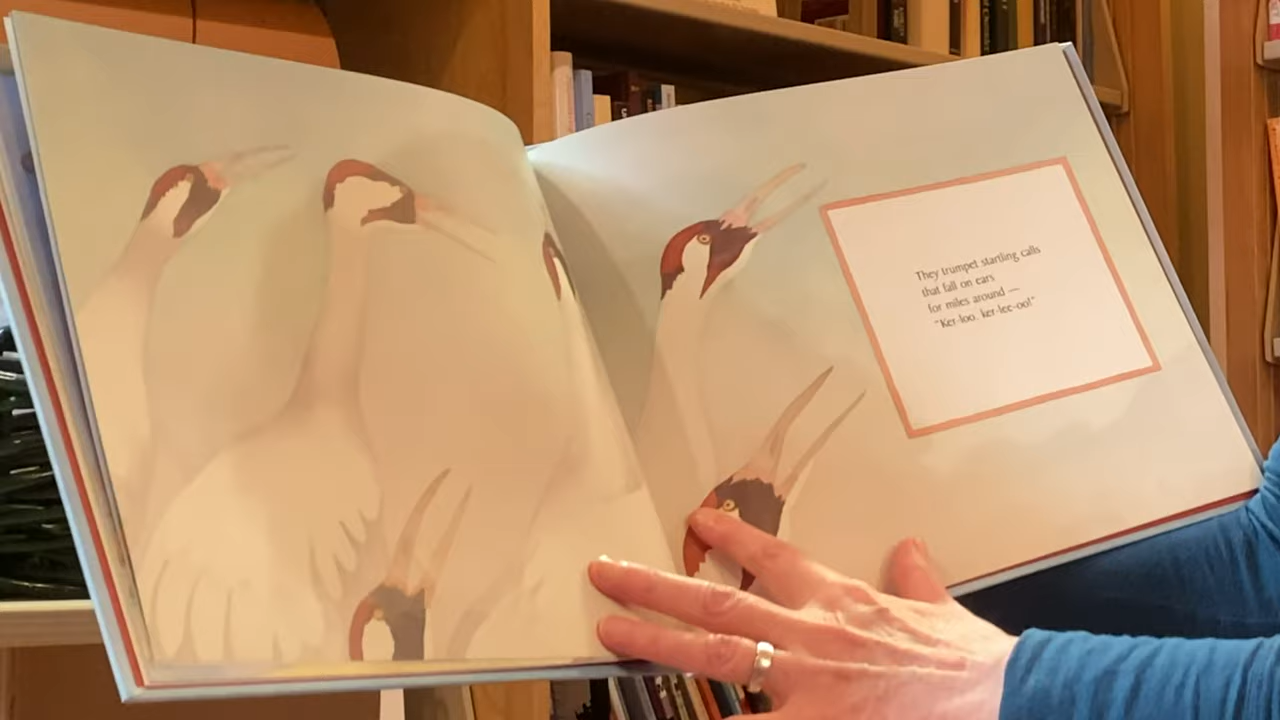 They trumpet startling calls
that fall on ears
for miles around —
"Ker-loo, ker-lee-oo!"